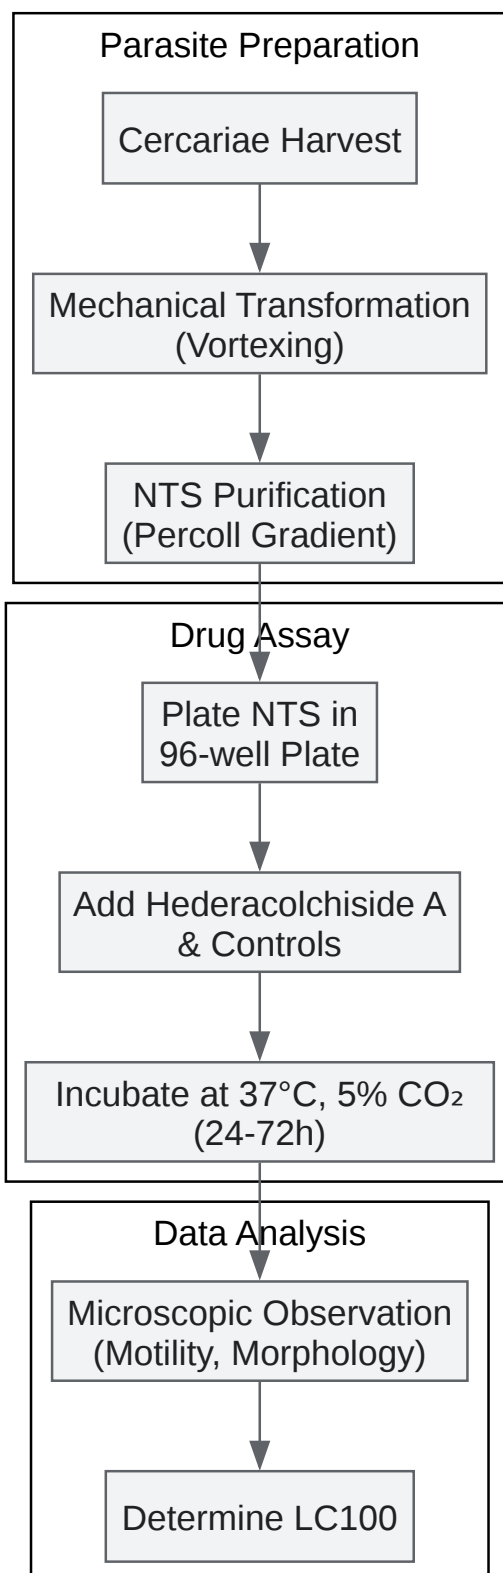 Parasite Preparation
Cercariae Harvest
Mechanical Transformation
(Vortexing)
NTS Purification
(Percoll Gradient)
Drug Assay
Plate NTS in
96-well Plate
Add Hederacolchiside A
& Controls
Incubate at 37°C, 5% CO₂
(24-72h)
Data Analysis
Microscopic Observation
(Motility, Morphology)
Determine LC100